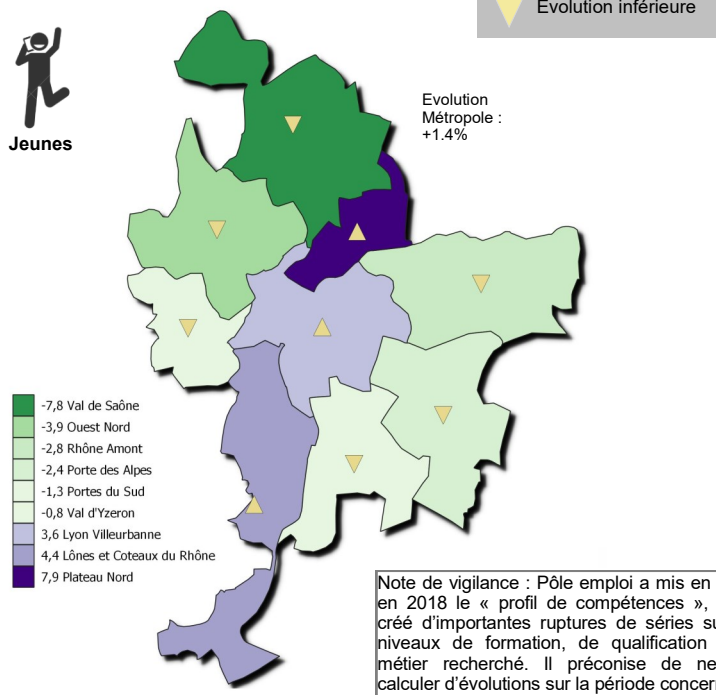 Evolution inférieure
Jeunes
Evolution
Métropole :
+1.4%
-7,8 Val de Saône
-3,9 Ouest Nord
-2,8 Rhône Amont
-2,4 Porte des Alpes
-1,3 Portes du Sud
-0,8 Val d'Yzeron
3,6 Lyon Villeurbanne
4,4 Lônes et Coteaux du Rhône
7,9 Plateau Nord
Note de vigilance : Pôle emploi a mis en
en 2018 le « profil de compétences »,
créé d’importantes ruptures de séries su
niveaux de formation, de qualification
métier recherché. Il préconise de ne
calculer d’évolutions sur la période concer